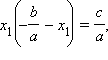 x₁(−b/a − x₁) = c/a,